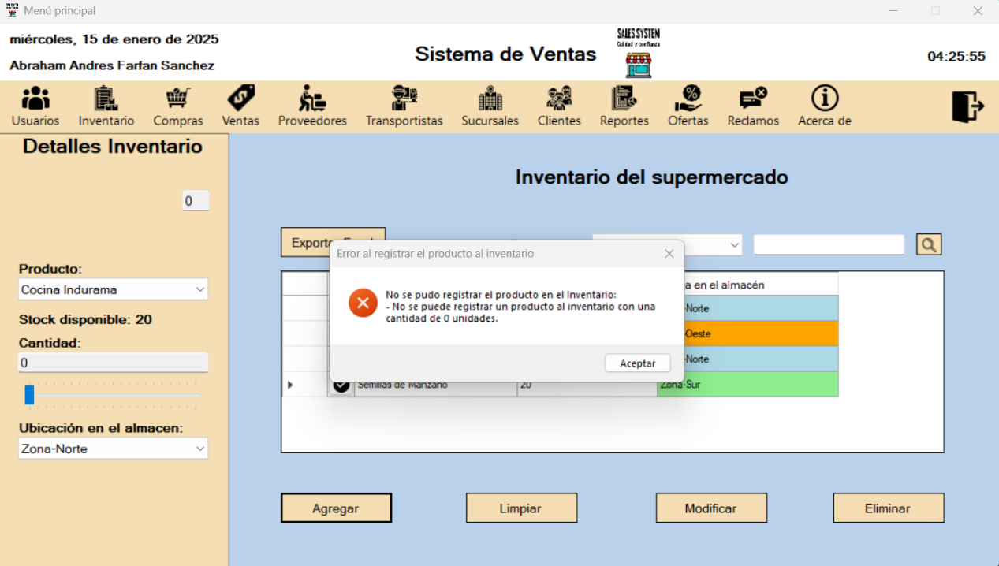 Menú principal
miércoles, 15 de enero de 2025
Abraham Andres Farfan Sanchez
Sistema de Ventas
SALES SYSTEM
Calidad y confianza
04:25:55
Usuarios
Inventario
Compras
Ventas
Proveedores
Transportistas
Sucursales
Clientes
Reportes
Ofertas
Reclamos
Acerca de
Detalles Inventario
0
Producto:
Cocina Indurama
Stock disponible: 20
Cantidad:
0
Ubicación en el almacen:
Zona-Norte
Inventario del supermercado
Error al registrar el producto al inventario
No se pudo registrar el producto en el Inventario:
- No se puede registrar un producto al inventario con una
cantidad de 0 unidades.
Aceptar
en el almacén
-Norte
-Oeste
-Norte
Semillas de Manzano 20 Zona-Sur
Agregar
Limpiar
Modificar
Eliminar